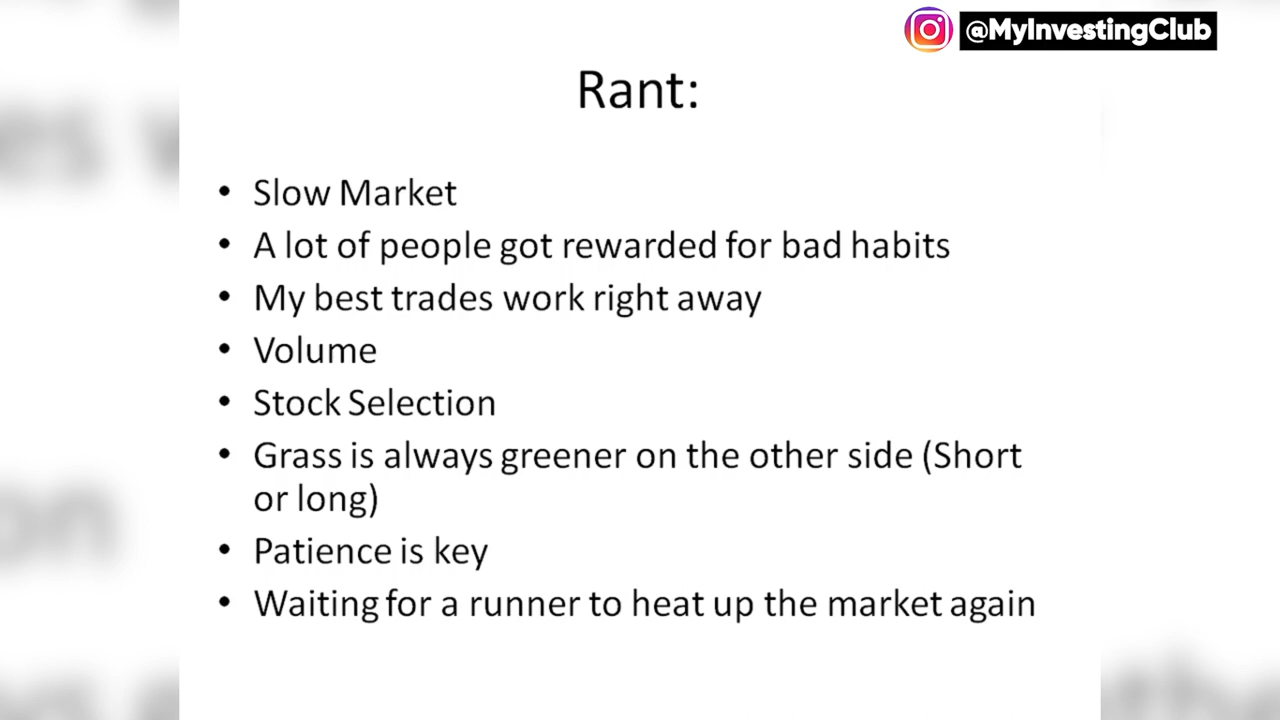 @MyInvestingClub
Rant:
• Slow Market
• A lot of people got rewarded for bad habits
• My best trades work right away
• Volume
• Stock Selection
• Grass is always greener on the other side (Short
or long)
• Patience is key
• Waiting for a runner to heat up the market again